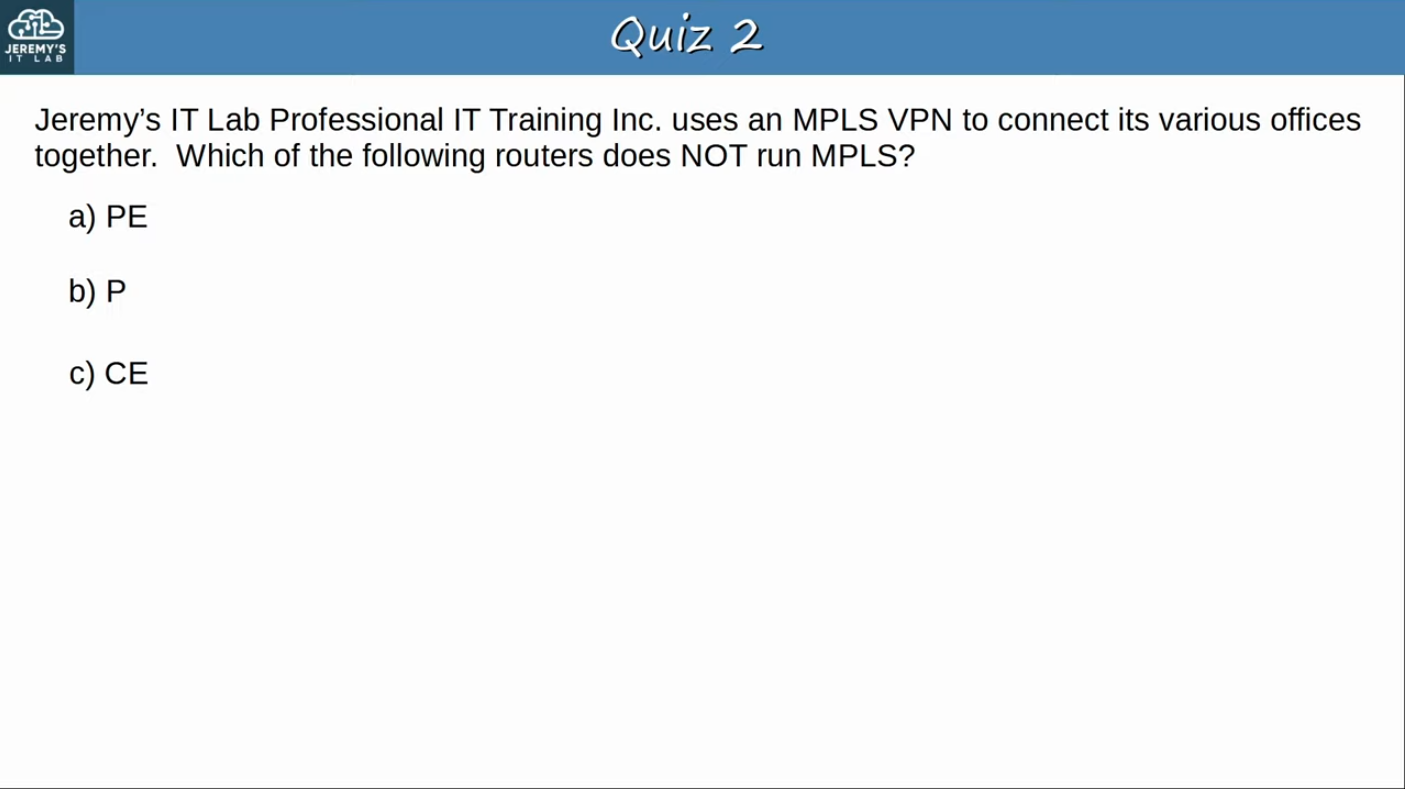 JEREMY'S
IT LAB
Quiz 2
Jeremy’s IT Lab Professional IT Training Inc. uses an MPLS VPN to connect its various offices
together.  Which of the following routers does NOT run MPLS?
a) PE
b) P
c) CE